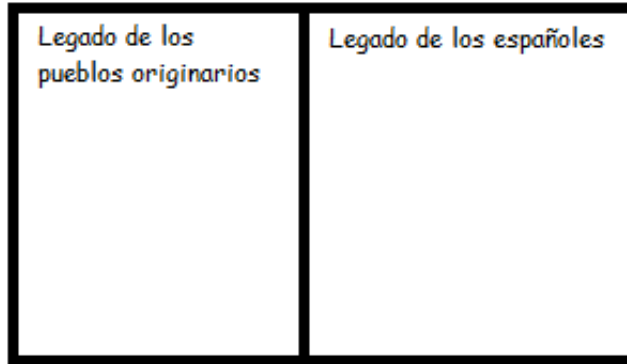 Legado de los
pueblos originarios
Legado de los españoles